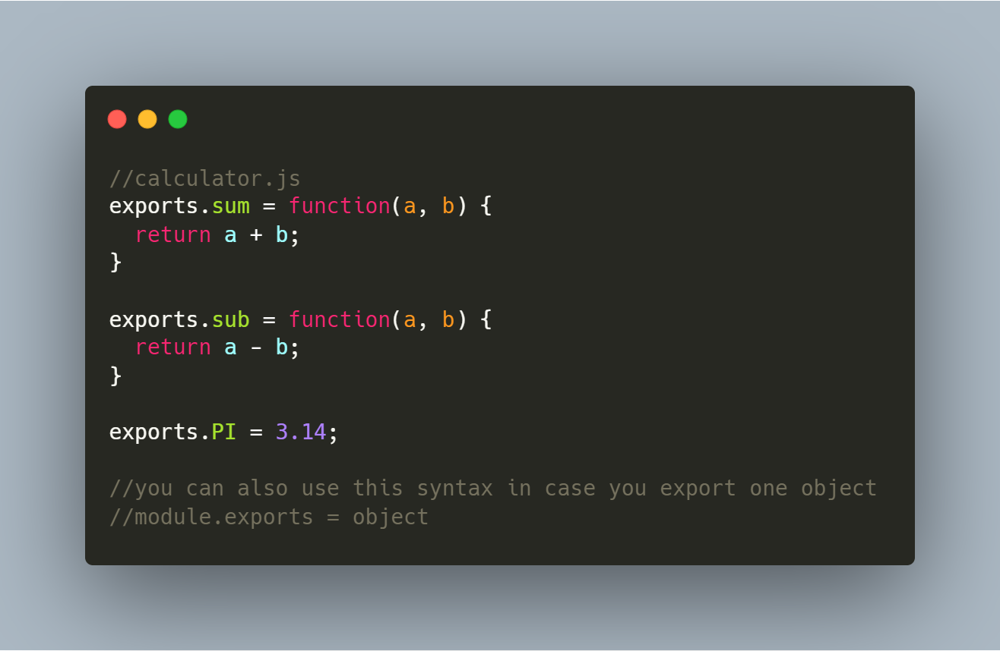 //calculator.js
exports.sum = function(a, b) {
  return a + b;
}

exports.sub = function(a, b) {
  return a - b;
}

exports.PI = 3.14;

//you can also use this syntax in case you export one object
//module.exports = object